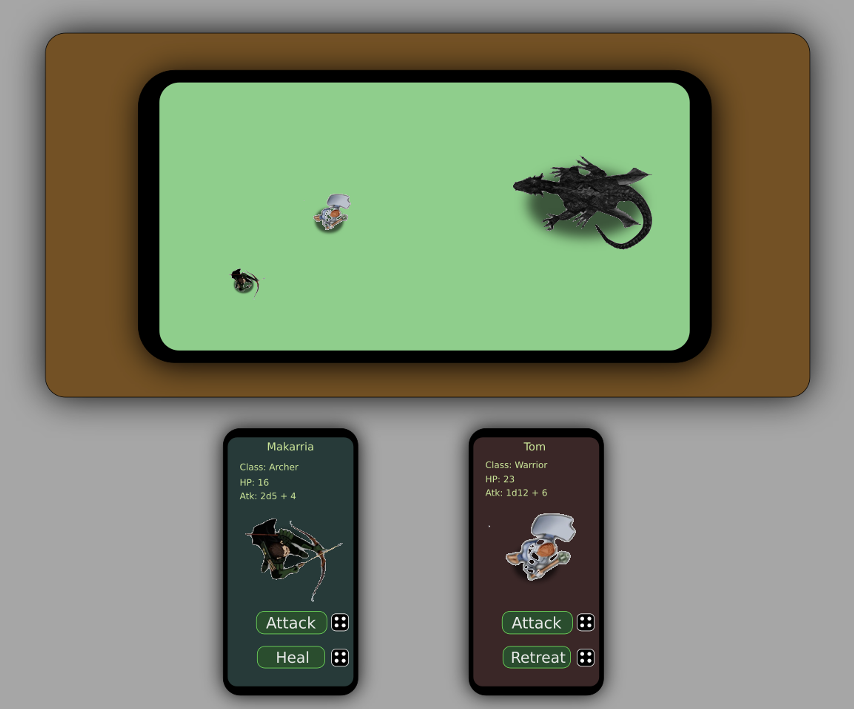 Makarria
Class: Archer
HP: 16
Atk: 2d5 + 4
Attack
Heal
Tom
Class: Warrior
HP: 23
Atk: 1d12 + 6
Attack
Retreat